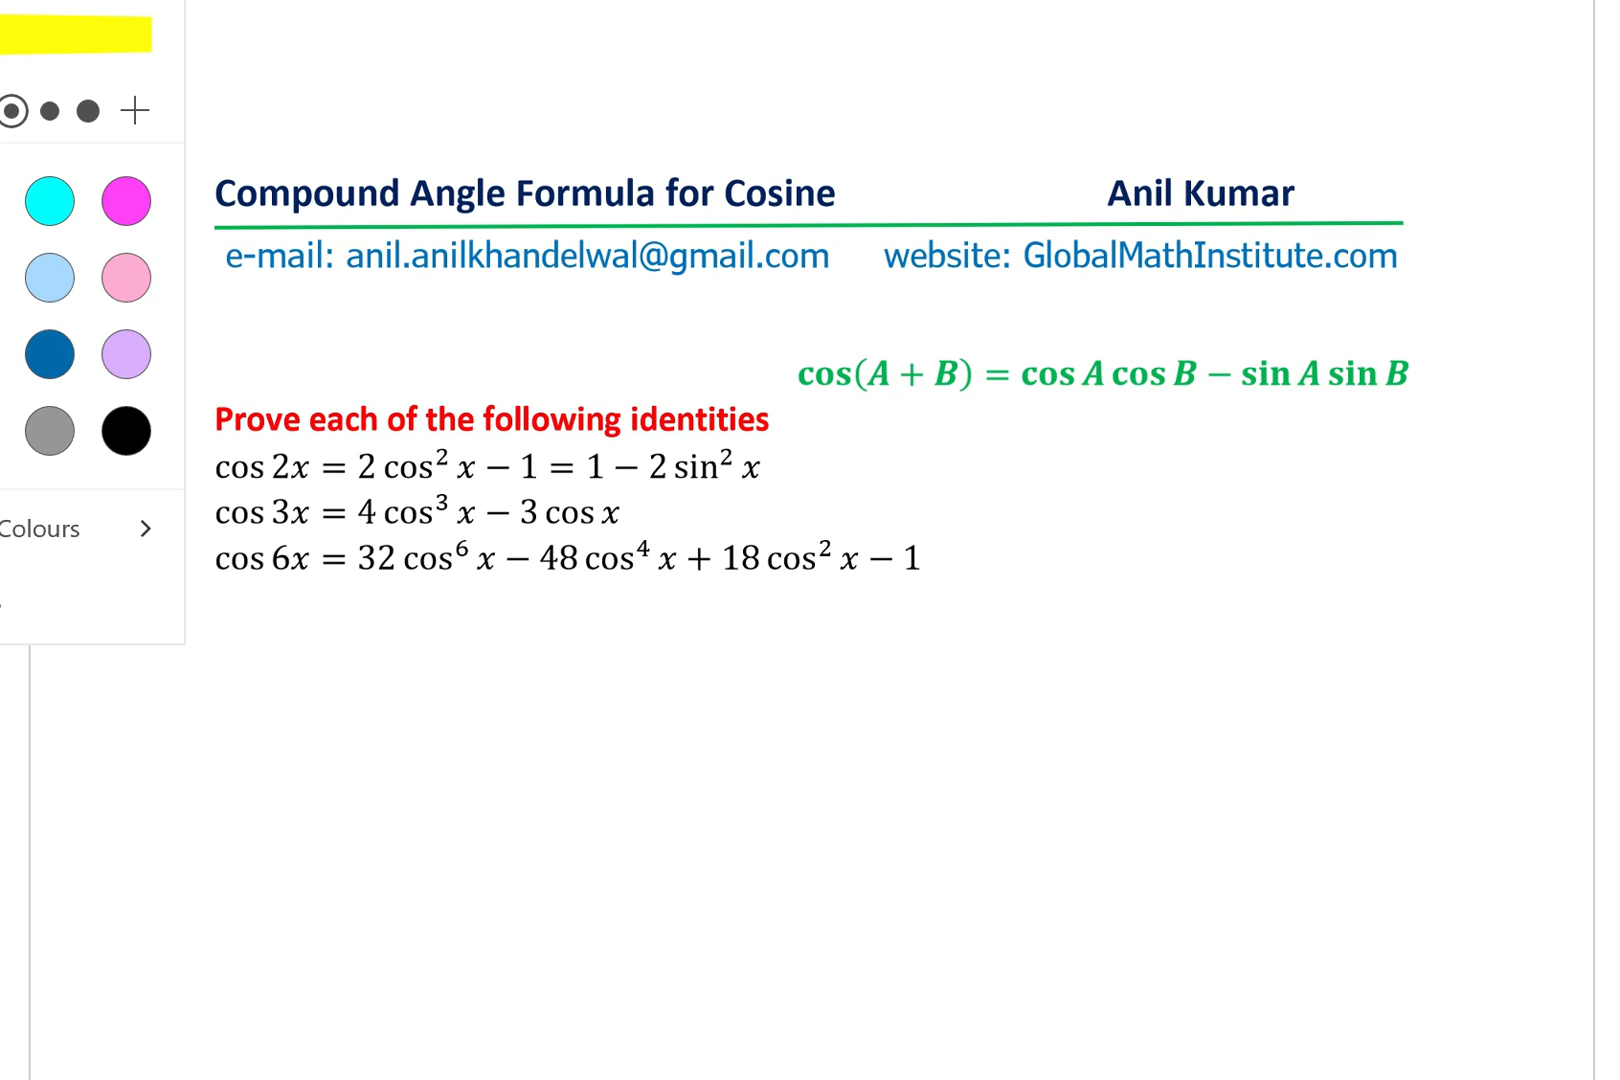 Compound Angle Formula for Cosine Anil Kumar
e-mail: anil.anilkhandelwal@gmail.com website: GlobalMathInstitute.com
cos(A + B) = cos A cos B − sin A sin B
Prove each of the following identities
cos 2x = 2 cos² x − 1 = 1 − 2 sin² x
cos 3x = 4 cos³ x − 3 cos x
Colours
cos 6x = 32 cos⁶ x − 48 cos⁴ x + 18 cos² x − 1